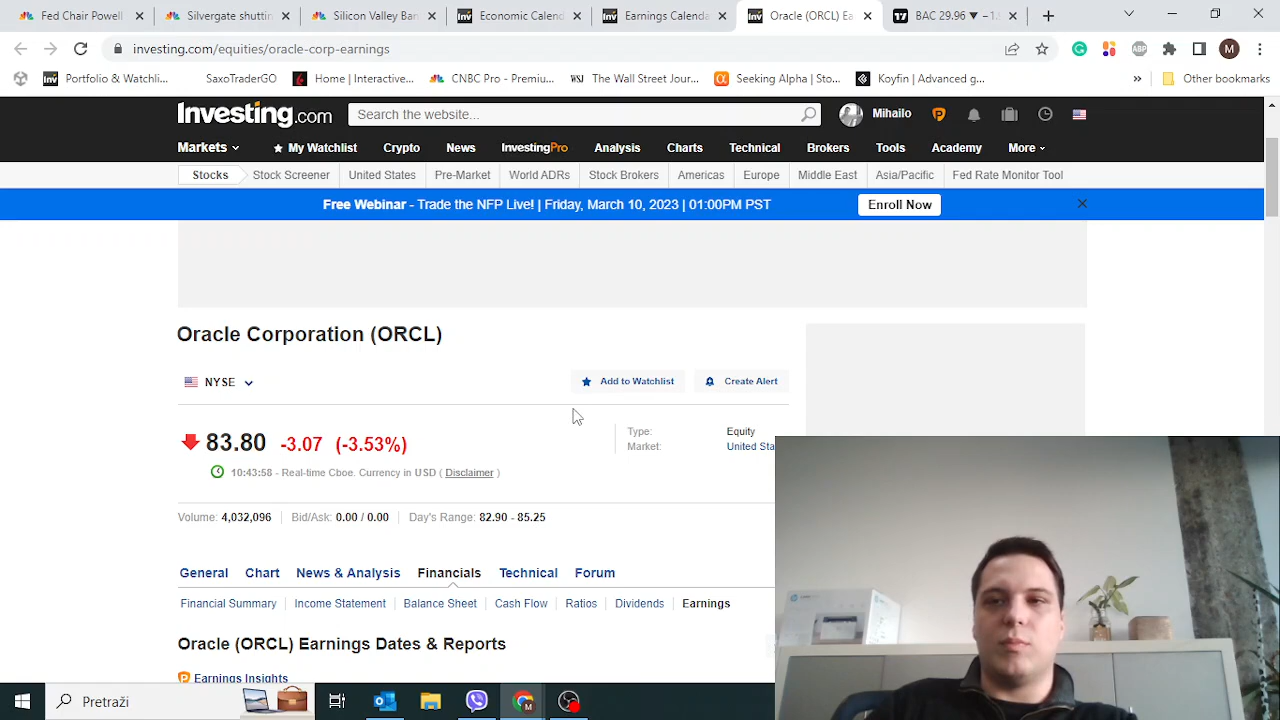 Fed Chair Powell
Silvergate shuttin
Silicon Valley Ban
Economic Calend
Earnings Calenda
Oracle (ORCL) Ea
BAC 29.96 ▼ −13
investing.com/equities/oracle-corp-earnings
Portfolio & Watchli...
SaxoTraderGO
Home | Interactive...
CNBC Pro - Premiu...
The Wall Street Jour...
Seeking Alpha | Sto...
Koyfin | Advanced g...
Other bookmarks
Investing.com
Search the website...
Mihailo
Markets
My Watchlist
Crypto
News
InvestingPro
Analysis
Charts
Technical
Brokers
Tools
Academy
More
Stocks
Stock Screener
United States
Pre-Market
World ADRs
Stock Brokers
Americas
Europe
Middle East
Asia/Pacific
Fed Rate Monitor Tool
Free Webinar - Trade the NFP Live! | Friday, March 10, 2023 | 01:00PM PST
Enroll Now
Oracle Corporation (ORCL)
NYSE
Add to Watchlist
Create Alert
83.80 -3.07 (-3.53%)
Type: Equity
Market: United Sta
10:43:58 - Real-time Cboe. Currency in USD ( Disclaimer )
Volume: 4,032,096
Bid/Ask: 0.00 / 0.00
Day's Range: 82.90 - 85.25
General
Chart
News & Analysis
Financials
Technical
Forum
Financial Summary
Income Statement
Balance Sheet
Cash Flow
Ratios
Dividends
Earnings
Oracle (ORCL) Earnings Dates & Reports
Earnings Insights
Pretraži